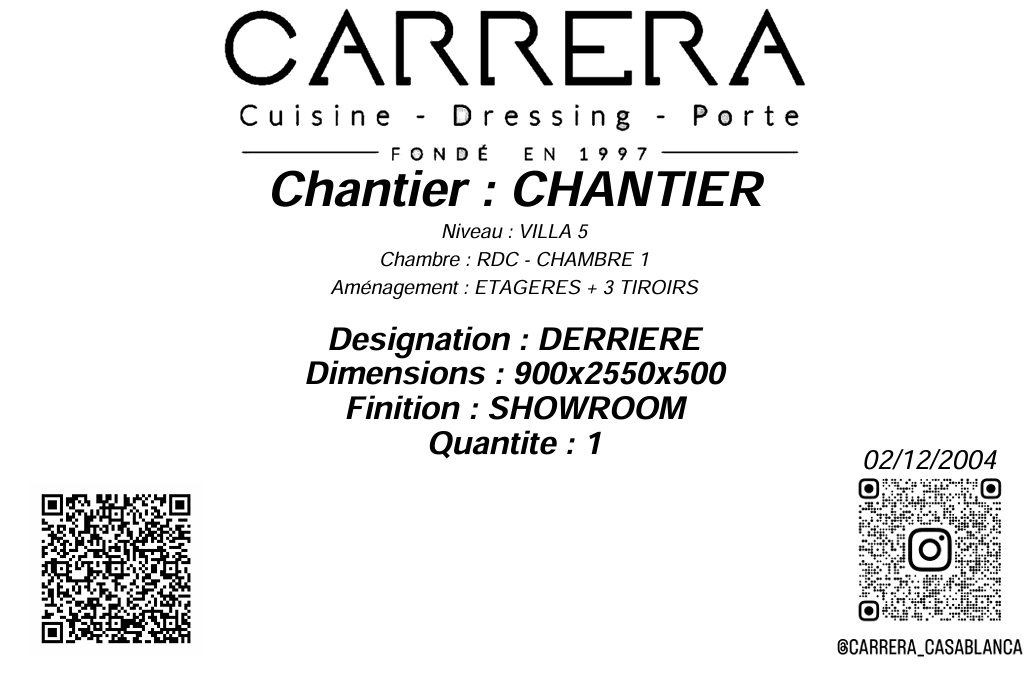 CARRERA
Cuisine - Dressing - Porte
FONDÉ EN 1997
Chantier : CHANTIER
Niveau : VILLA 5
Chambre : RDC - CHAMBRE 1
Aménagement : ETAGERES + 3 TIROIRS
Designation : DERRIERE
Dimensions : 900x2550x500
Finition : SHOWROOM
Quantite : 1
02/12/2004
@CARRERA_CASABLANCA